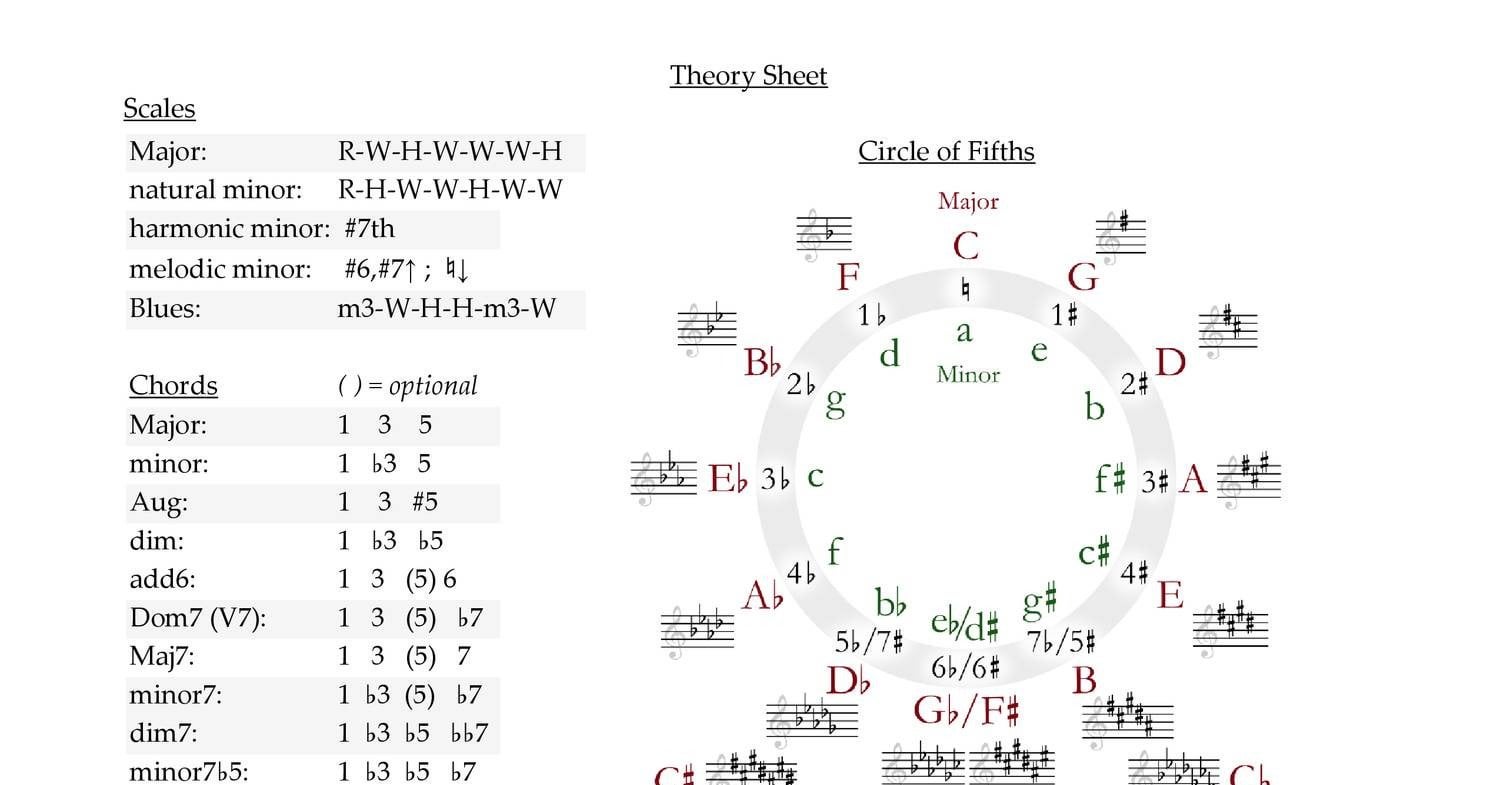 Theory Sheet
Scales
Major: R-W-H-W-W-W-H
natural minor: R-H-W-W-H-W-W
harmonic minor: #7th
melodic minor: #6,#7↑ ; ♮↓
Blues: m3-W-H-H-m3-W
Chords ( ) = optional
Major: 1 3 5
minor: 1 ♭3 5
Aug: 1 3 #5
dim: 1 ♭3 ♭5
add6: 1 3 (5) 6
Dom7 (V7): 1 3 (5) ♭7
Maj7: 1 3 (5) 7
minor7: 1 ♭3 (5) ♭7
dim7: 1 ♭3 ♭5 ♭♭7
minor7♭5: 1 ♭3 ♭5 ♭7
Circle of Fifths
Major
C
F G
♮
1♭ 1♯
a
d e
Minor
B♭ D
2♭ 2♯
g b
E♭ 3♭ c f♯ 3♯ A
f c♯
4♭ 4♯
A♭ E
b♭ e♭/d♯ g♯
5♭/7♯ 6♭/6♯ 7♭/5♯
D♭ G♭/F♯ B
C♯ C♭